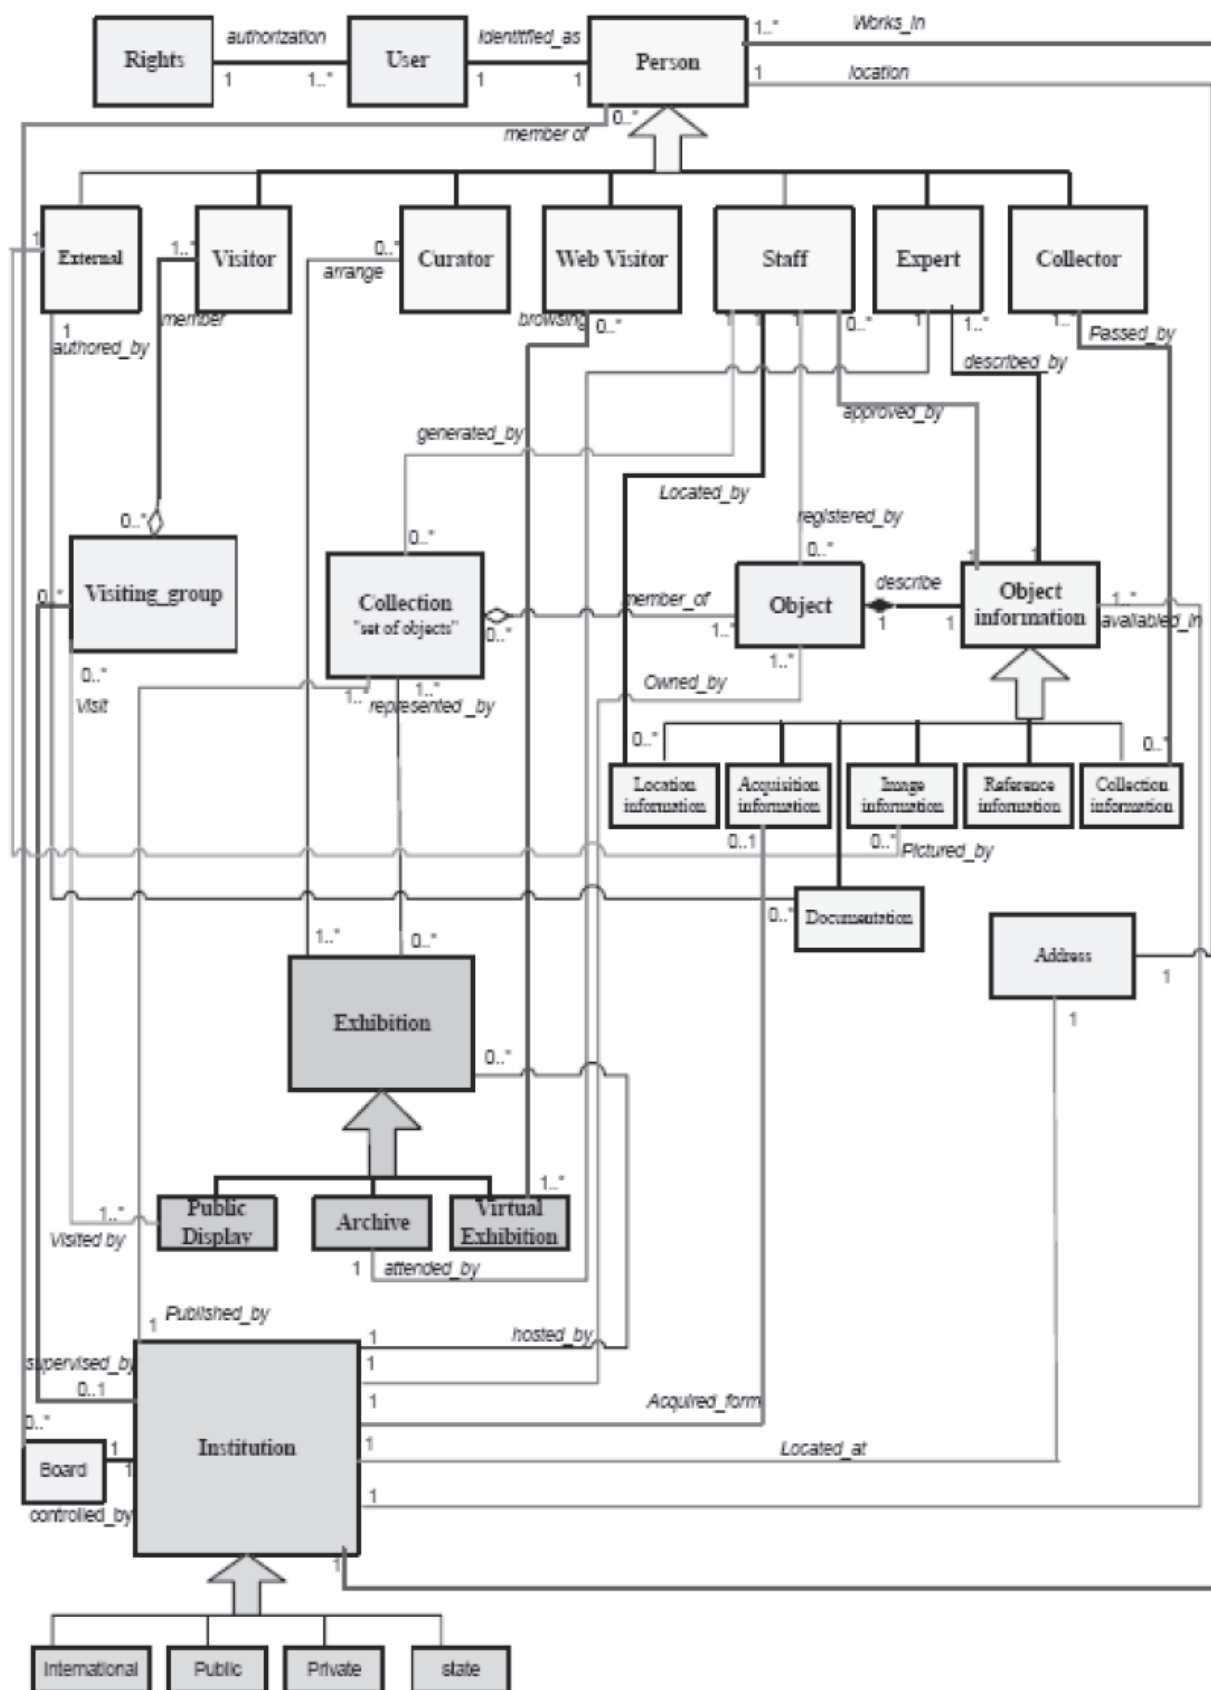 Works_in
1..*
authorization
Identitfied_as
Rights
User
Person
1
1..*
1
1
1
location
0..*
member of
1
1..*
0..*
External
Visitor
arrange
Curator
Web Visitor
Staff
Expert
Collector
1
authored_by
member
browsing
0..*
1
1
1
0..*
1
1..*
1..*
Passed_by
described_by
approved_by
generated_by
Located_by
registered_by
0..*
0..*
0..*
1
1
0..*
Visiting_group
Collection
"set of objects"
0..*
member_of
1..*
Object
describe
1
1
Object
information
1..*
availabled_in
0..*
Visit
1..*
1..*
represented _by
Owned_by
1..*
0..*
0..*
Location
information
Acquisition
information
Image
information
Reference
information
Collection
information
0..1
0..*
Pictured_by
0..*
Documentation
1..*
0..*
Address
1
1
Exhibition
0..*
1..*
1..*
Public
Display
Archive
Virtual
Exhibition
Visited by
1
attended_by
Published_by
1
1
hosted_by
supervised_by
1
0..1
1
Acquired_form
0..*
Institution
1
Located_at
Board
1
1
1
controlled_by
1
International
Public
Private
state